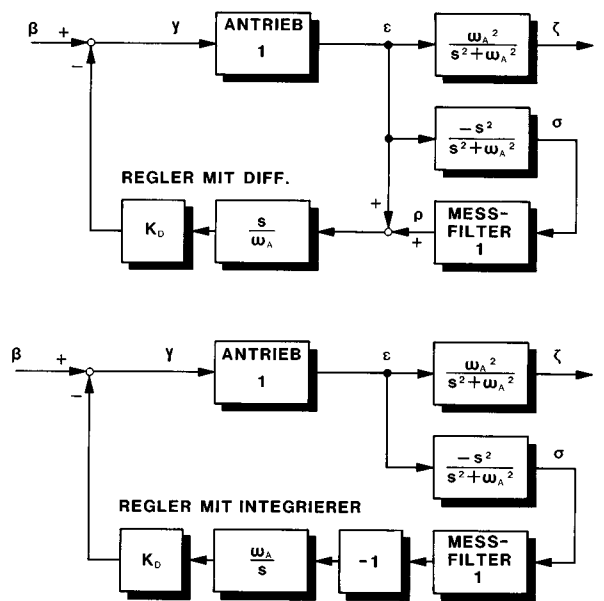 β + γ ANTRIEB 1 ε ω_A² / s² + ω_A² ζ
−
−s² / s² + ω_A² σ
REGLER MIT DIFF.
K_D s / ω_A + ρ + MESS-
FILTER
1
β + γ ANTRIEB 1 ε ω_A² / s² + ω_A² ζ
−
−s² / s² + ω_A² σ
REGLER MIT INTEGRIERER
K_D ω_A / s -1 MESS-
FILTER
1